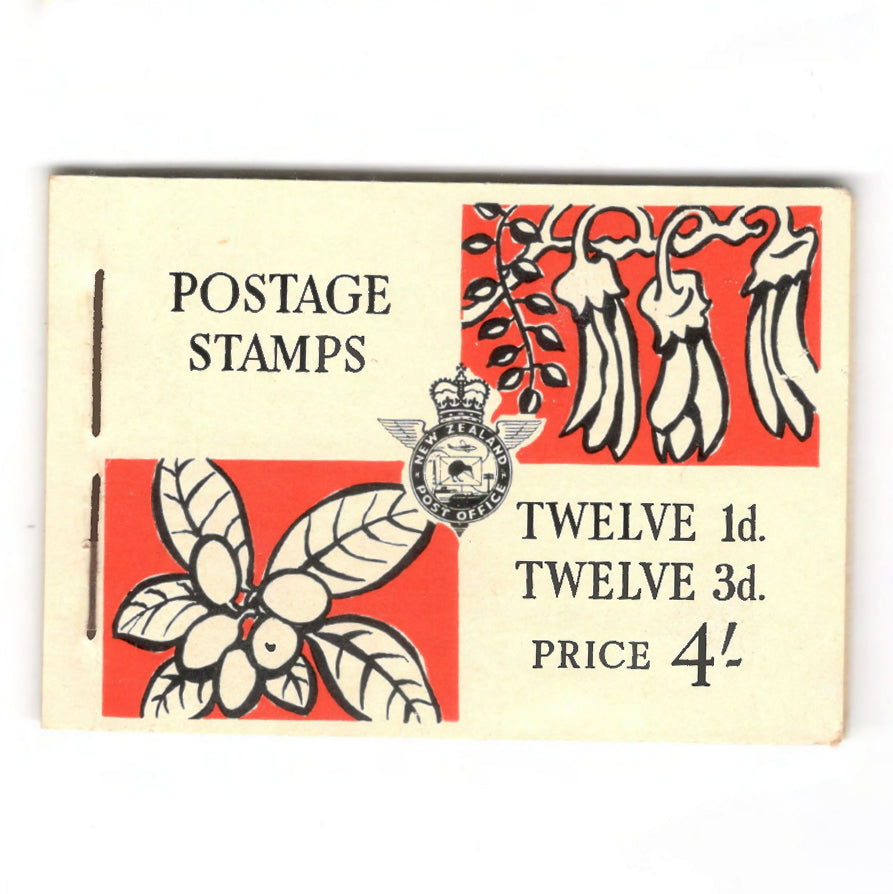 POSTAGE
STAMPS
NEW ZEALAND
POST OFFICE
TWELVE 1d.
TWELVE 3d.
PRICE 4/-